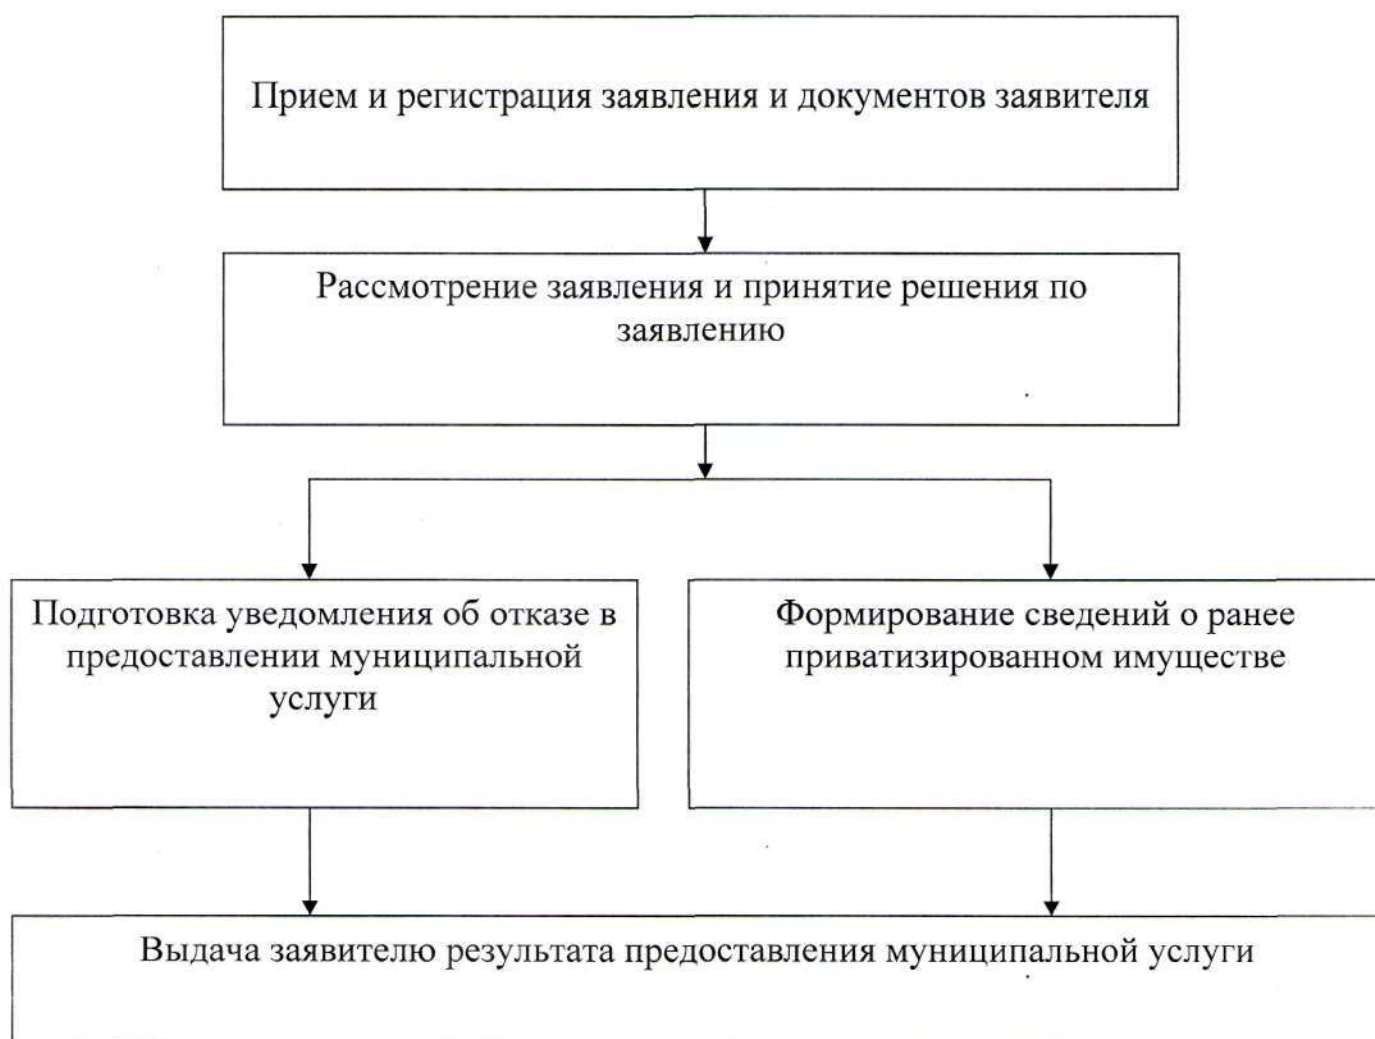 Прием и регистрация заявления и документов заявителя
Рассмотрение заявления и принятие решения по
заявлению
Подготовка уведомления об отказе в
предоставлении муниципальной
услуги
Формирование сведений о ранее
приватизированном имуществе
Выдача заявителю результата предоставления муниципальной услуги